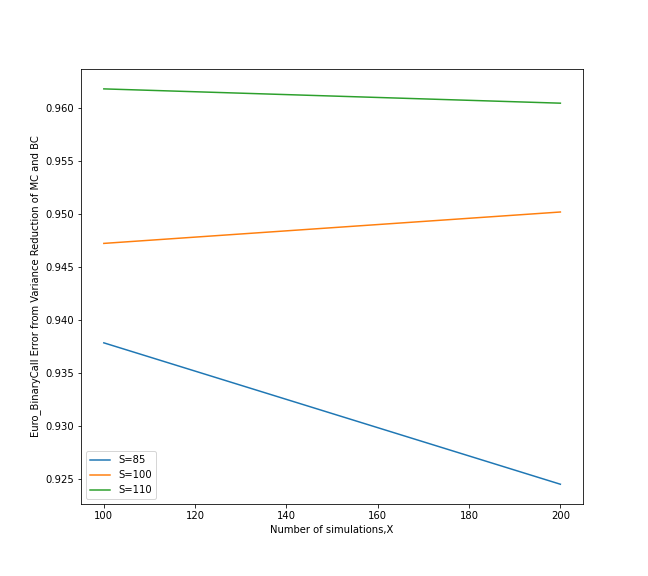 Euro_BinaryCall Error from Variance Reduction of MC and BC
0.960
0.955
0.950
0.945
0.940
0.935
0.930
0.925
S=85
S=100
S=110
100 120 140 160 180 200
Number of simulations,X